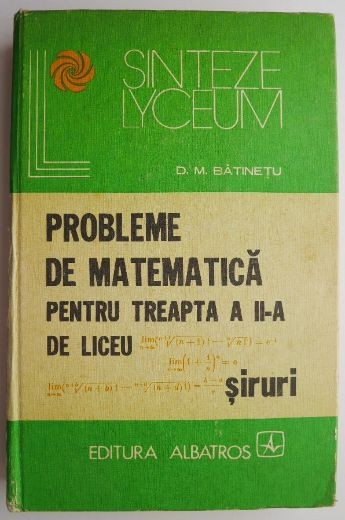 SINTEZE
LYCEUM
D. M. BĂTINEȚU
PROBLEME
DE MATEMATICĂ
PENTRU TREAPTA A II-A
DE LICEU
șiruri
EDITURA ALBATROS